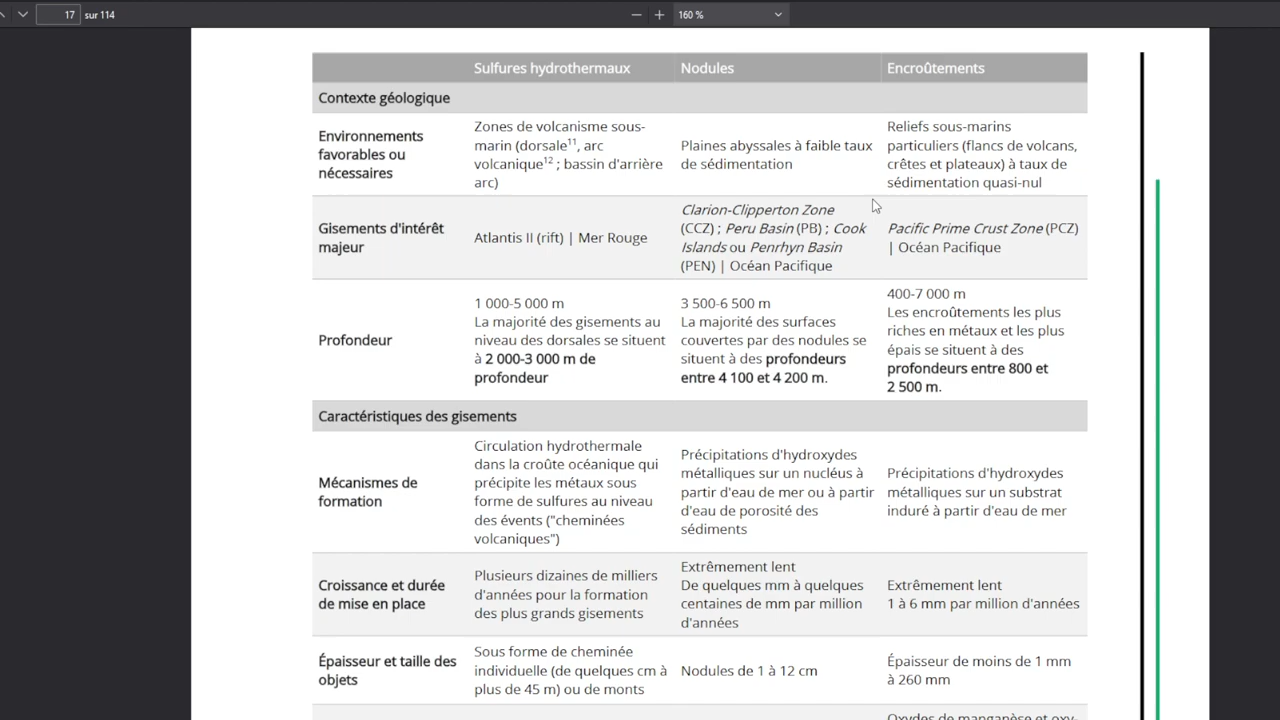 17 sur 114
160 %
Sulfures hydrothermaux Nodules Encroûtements
Contexte géologique
Environnements
favorables ou
nécessaires
Zones de volcanisme sous-
marin (dorsale11, arc
volcanique12 ; bassin d'arrière
arc)
Plaines abyssales à faible taux
de sédimentation
Reliefs sous-marins
particuliers (flancs de volcans,
crêtes et plateaux) à taux de
sédimentation quasi-nul
Gisements d'intérêt
majeur
Atlantis II (rift) | Mer Rouge
Clarion-Clipperton Zone
(CCZ) ; Peru Basin (PB) ; Cook
Islands ou Penrhyn Basin
(PEN) | Océan Pacifique
Pacific Prime Crust Zone (PCZ)
| Océan Pacifique
Profondeur
1 000-5 000 m
La majorité des gisements au
niveau des dorsales se situent
à 2 000-3 000 m de
profondeur
3 500-6 500 m
La majorité des surfaces
couvertes par des nodules se
situent à des profondeurs
entre 4 100 et 4 200 m.
400-7 000 m
Les encroûtements les plus
riches en métaux et les plus
épais se situent à des
profondeurs entre 800 et
2 500 m.
Caractéristiques des gisements
Mécanismes de
formation
Circulation hydrothermale
dans la croûte océanique qui
précipite les métaux sous
forme de sulfures au niveau
des évents ("cheminées
volcaniques")
Précipitations d'hydroxydes
métalliques sur un nucléus à
partir d'eau de mer ou à partir
d'eau de porosité des
sédiments
Précipitations d'hydroxydes
métalliques sur un substrat
induré à partir d'eau de mer
Croissance et durée
de mise en place
Plusieurs dizaines de milliers
d'années pour la formation
des plus grands gisements
Extrêmement lent
De quelques mm à quelques
centaines de mm par million
d'années
Extrêmement lent
1 à 6 mm par million d'années
Épaisseur et taille des
objets
Sous forme de cheminée
individuelle (de quelques cm à
plus de 45 m) ou de monts
Nodules de 1 à 12 cm
Épaisseur de moins de 1 mm
à 260 mm
Oxydes de manganèse et oxy-